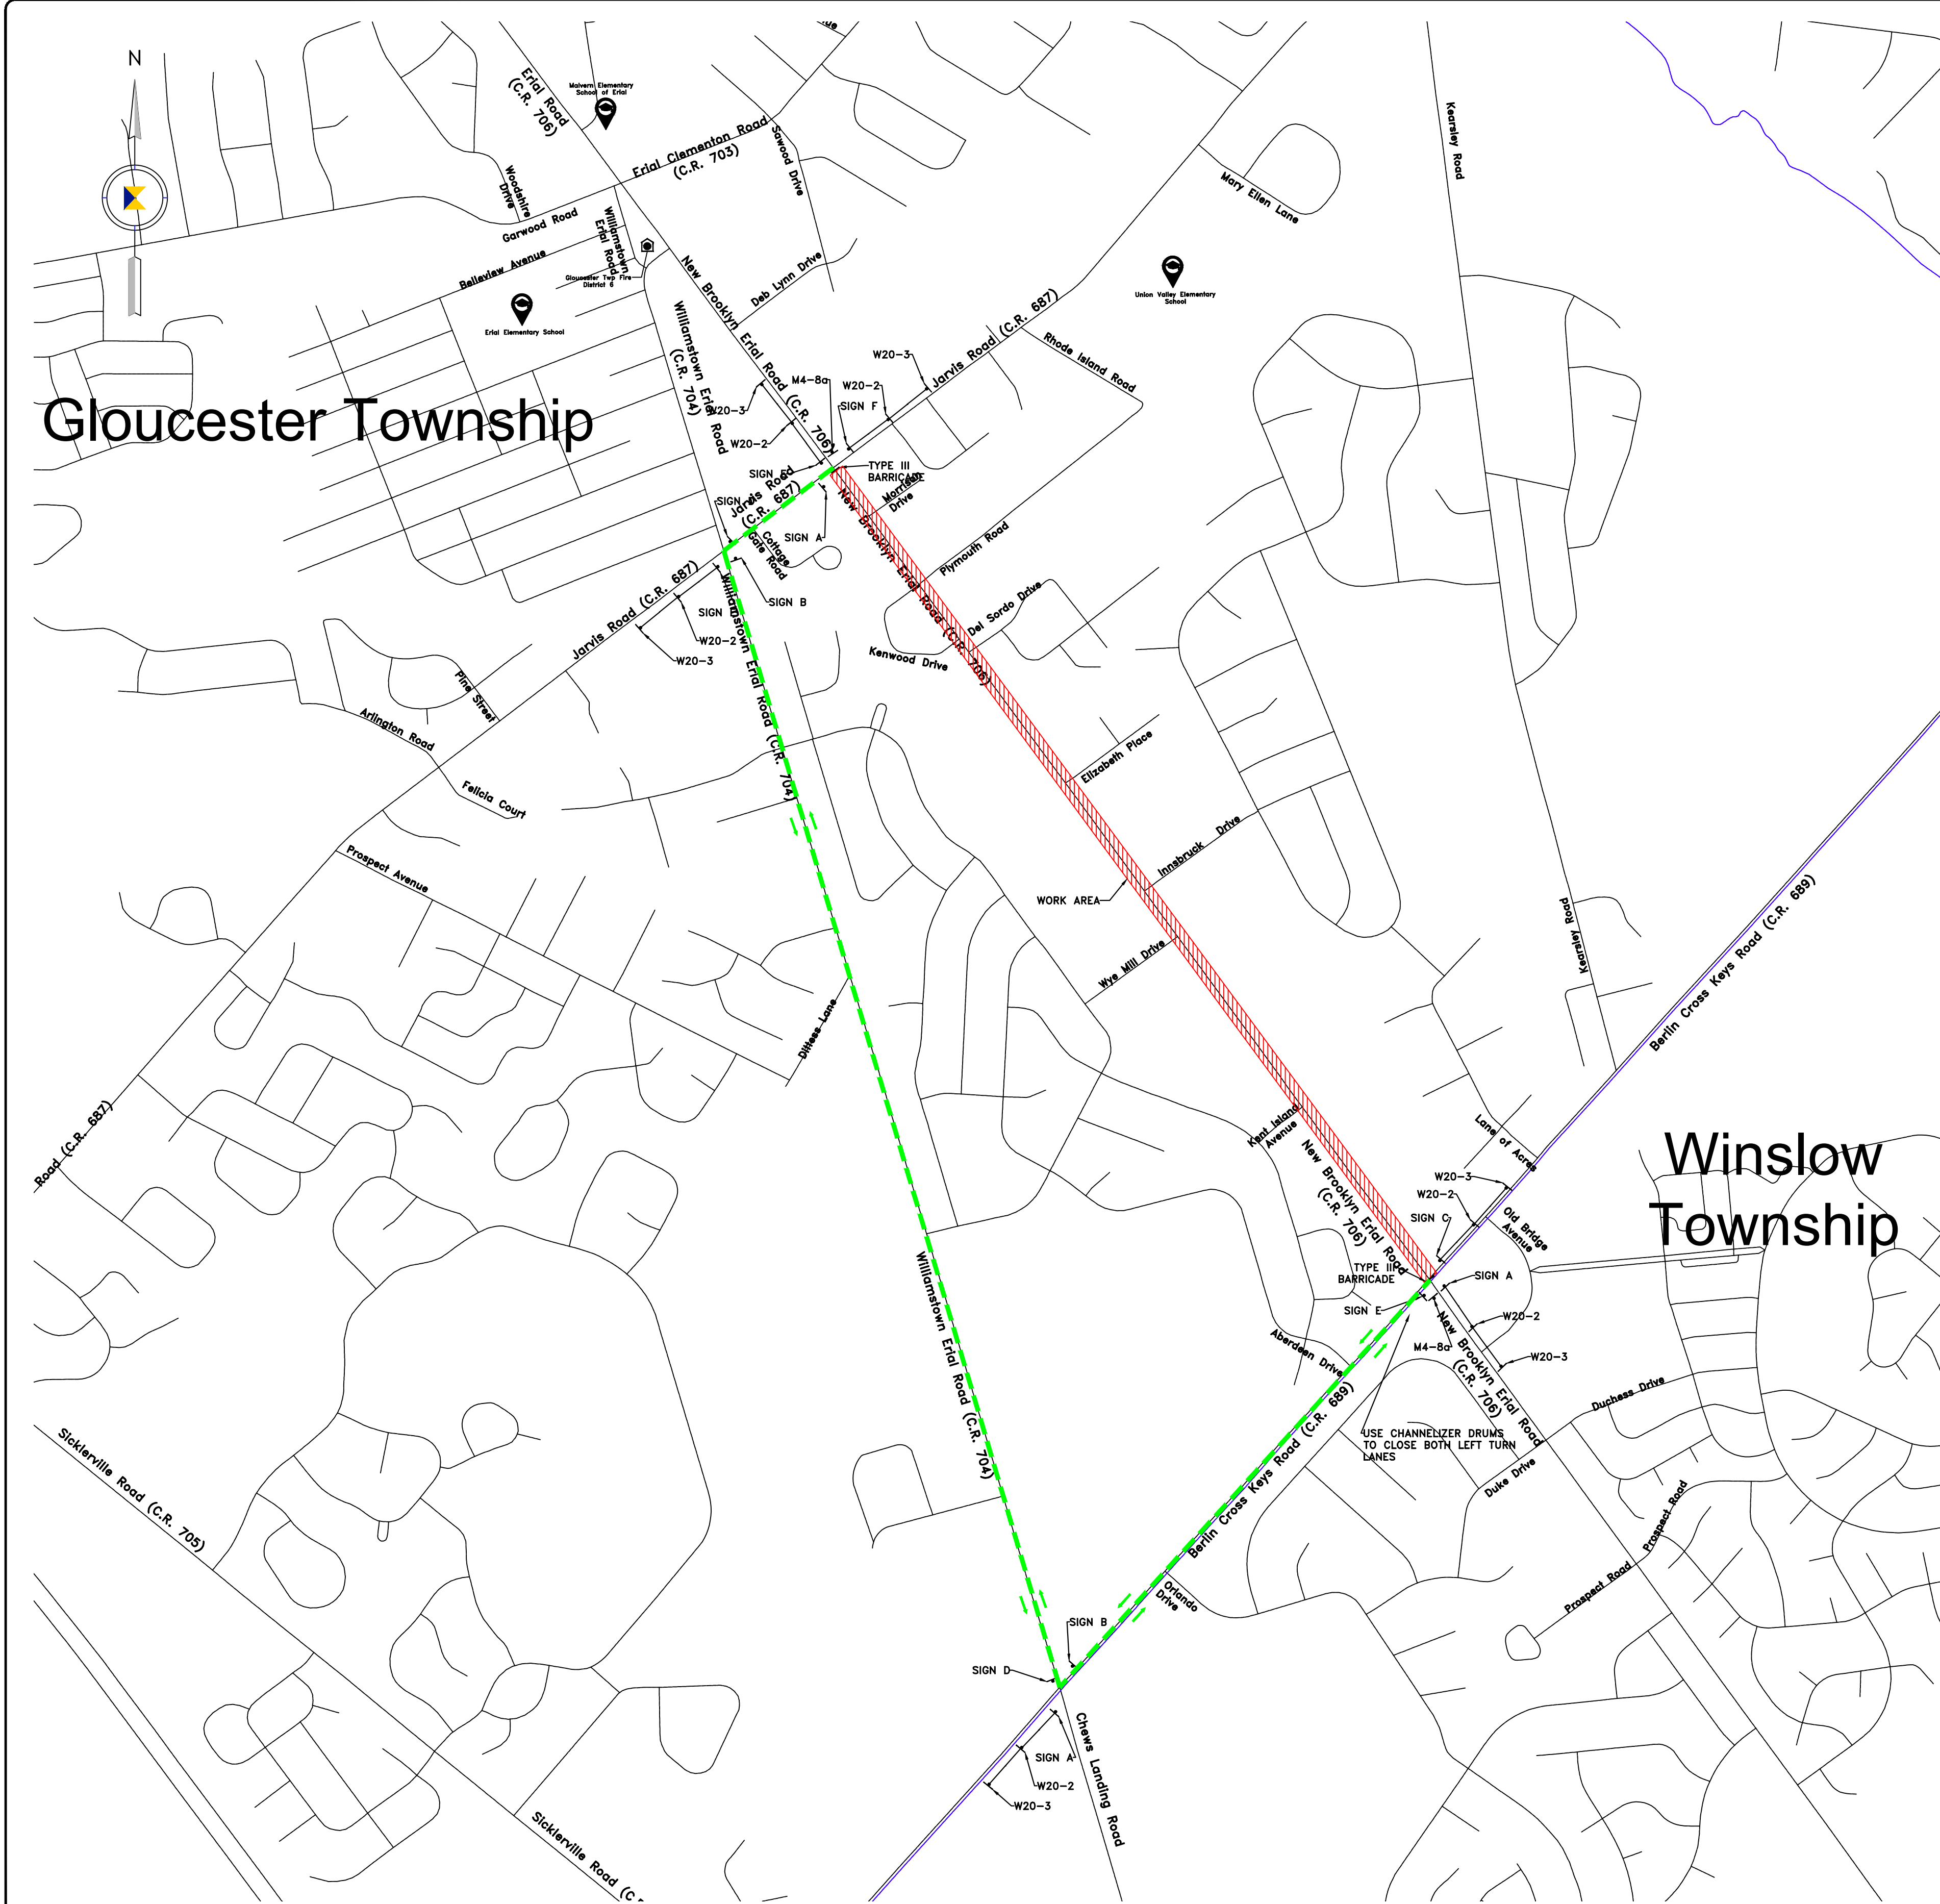 N
Erial Road
(C.R. 706)
Malvern Elementary
School of Erial
Erial Clementon Road
(C.R. 703)
Sawood Drive
Woodshire
Drive
Garwood Road
Williamstown
Erial Road
Belleview Avenue
Gloucester Twp Fire
District 6
Erial Elementary School
New Brooklyn Erial Road (C.R. 706)
Deb Lynn Drive
Mary Ellen Lane
Kearsley Road
Union Valley Elementary
School
Williamstown Erial Road
(C.R. 704)
Jarvis Road (C.R. 687)
Rhode Island Road
W20-3
M4-8a
W20-2
SIGN F
W20-3
W20-2
Gloucester Township
SIGN
TYPE III
BARRICADE
SIGN
Jarvis Road
(C.R. 687)
SIGN A
Morrison
Drive
New Brooklyn Erial Road (C.R. 706)
Cottage
Gate Road
Plymouth Road
Jarvis Road (C.R. 687)
SIGN B
SIGN
W20-2
W20-3
Williamstown Erial Road (C.R. 704)
Del Sordo Drive
Kenwood Drive
Pine Street
Arlington Road
Felicia Court
Elizabeth Place
Prospect Avenue
Innsbruck Drive
WORK AREA
Kearsley Road
Berlin Cross Keys Road (C.R. 689)
Wye Mill Drive
Ditless Lane
Road (C.R. 687)
Kent Island
Avenue
Lane of Acres
Winslow
Township
New Brooklyn Erial Road
(C.R. 706)
W20-3
W20-2
SIGN C
Old Bridge
Avenue
TYPE III
BARRICADE
SIGN A
SIGN E
W20-2
M4-8a
W20-3
Williamstown Erial Road (C.R. 704)
Aberdeen Drive
New Brooklyn Erial Road
(C.R. 706)
Duchess Drive
Berlin Cross Keys Road (C.R. 689)
USE CHANNELIZER DRUMS
TO CLOSE BOTH LEFT TURN
LANES
Duke Drive
Sicklerville Road (C.R. 705)
Prospect Road
Prospect Road
Orlando
Drive
SIGN B
SIGN D
Chews Landing Road
SIGN A
W20-2
W20-3
Sicklerville Road (C.R.